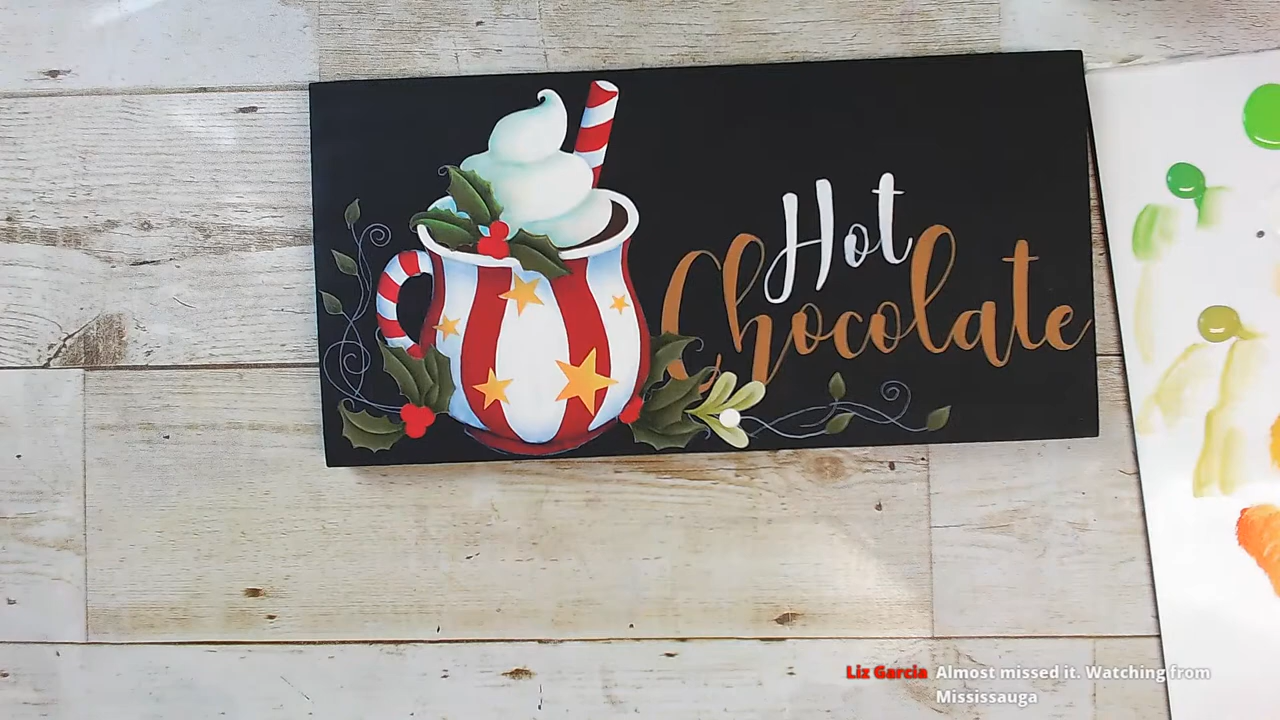 Hot
Chocolate
Liz Garcia Almost missed it. Watching from
Mississauga